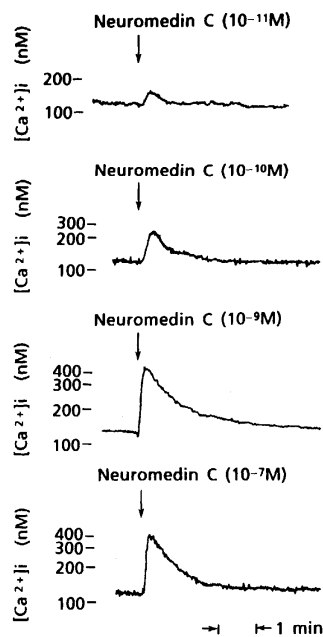 Neuromedin C (10⁻¹¹M)
[Ca²⁺]i (nM)
200
100
Neuromedin C (10⁻¹⁰M)
[Ca²⁺]i (nM)
300
200
100
Neuromedin C (10⁻⁹M)
[Ca²⁺]i (nM)
400
300
200
100
Neuromedin C (10⁻⁷M)
[Ca²⁺]i (nM)
400
300
200
100
1 min